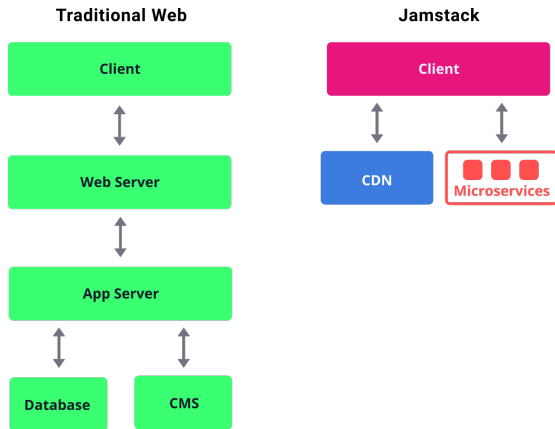 Traditional Web
Jamstack
Client
Client
Web Server
CDN
Microservices
App Server
Database
CMS